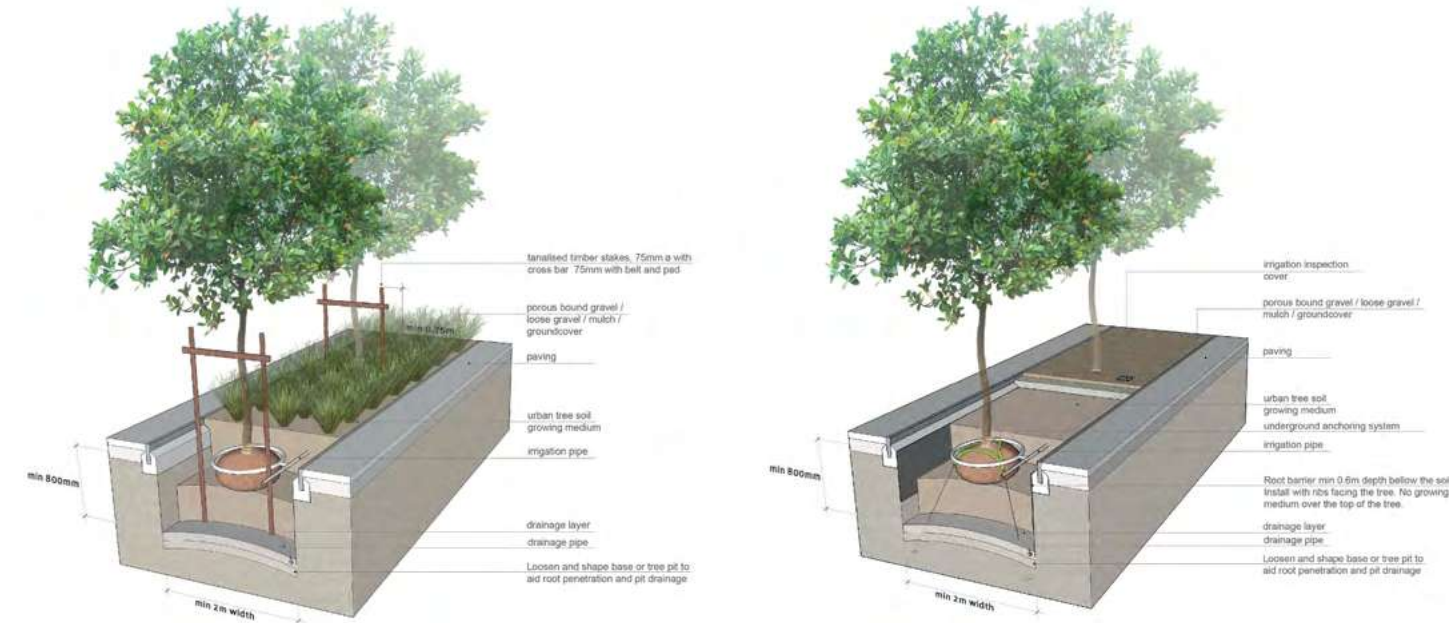 tanalised timber stakes, 75mm ø with
cross bar 75mm with belt and pad
min 0.75m
porous bound gravel /
loose gravel / mulch /
groundcover
paving
urban tree soil
growing medium
irrigation pipe
min 800mm
drainage layer
drainage pipe
Loosen and shape base or tree pit to
aid root penetration and pit drainage
min 2m width
irrigation inspection
cover
porous bound gravel / loose gravel /
mulch / groundcover
paving
urban tree soil
growing medium
underground anchoring system
irrigation pipe
min 800mm
Root barrier min 0.6m depth bellow the soil
Install with ribs facing the tree. No growing
medium over the top of the tree.
drainage layer
drainage pipe
Loosen and shape base or tree pit to
aid root penetration and pit drainage
min 2m width